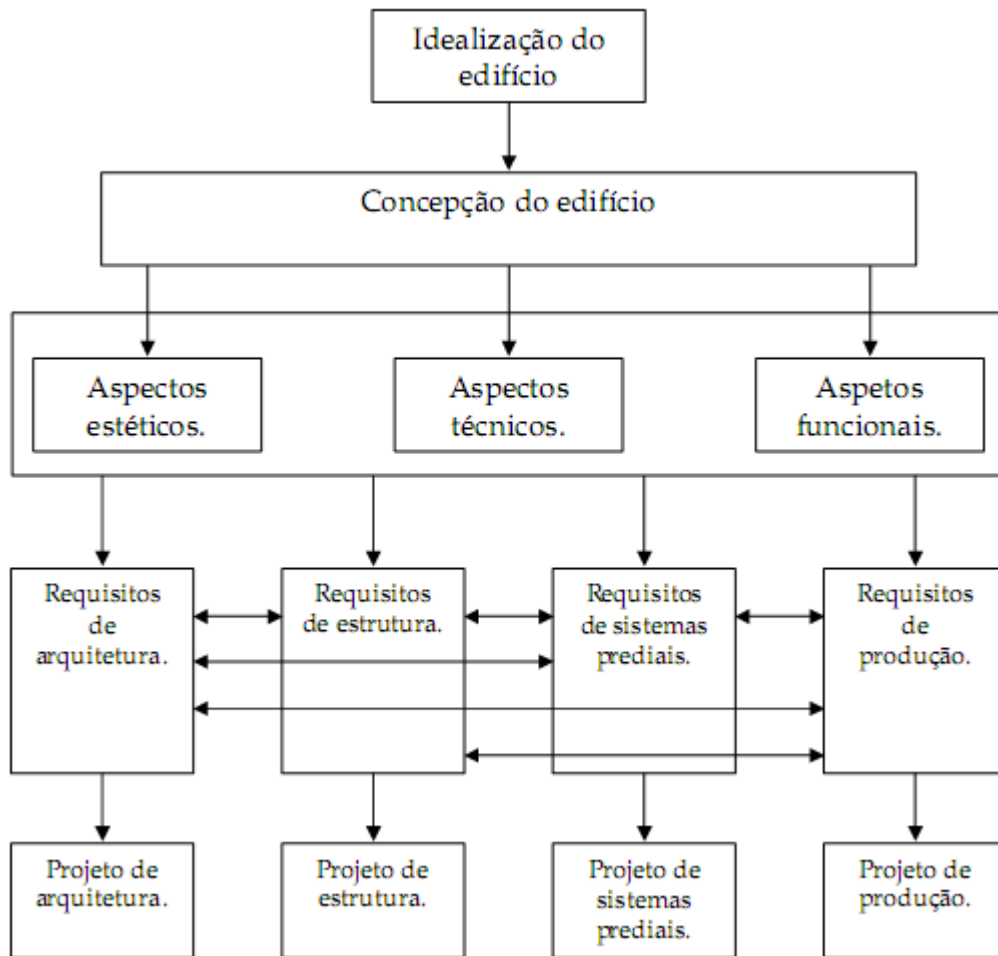 Idealização do
edifício
Concepção do edifício
Aspectos
estéticos.
Aspectos
técnicos.
Aspetos
funcionais.
Requisitos
de
arquitetura.
Requisitos
de estrutura.
Requisitos
de sistemas
prediais.
Requisitos
de
produção.
Projeto de
arquitetura.
Projeto de
estrutura.
Projeto de
sistemas
prediais.
Projeto de
produção.